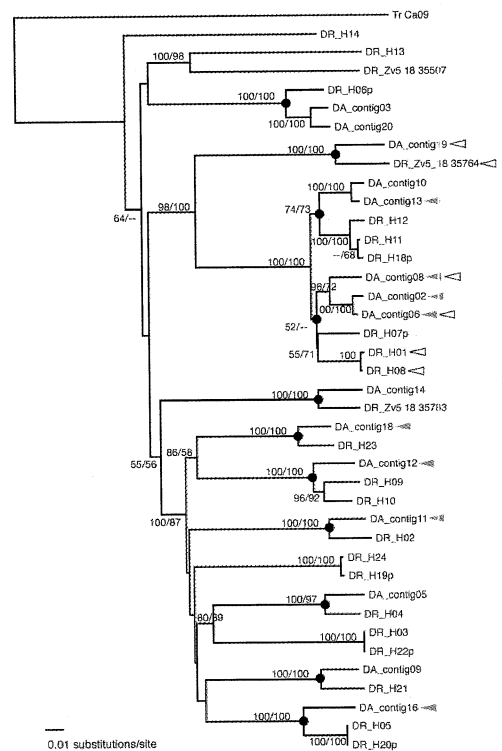 Tr Ca09
DR_H14
100/98
DR_H13
DR_Zv5 18 35507
100/100
DR_H06p
DA_contig03
100/100
DA_contig20
DA_contig19
100/100
DR_Zv5_18 35764
98/100
64/--
100/100
DA_contig10
DA_contig13
74/73
DR_H12
100/100
DR_H11
--/68
DR_H18p
100/100
DA_contig08
96/72
DA_contig02
00/100
DA_contig06
52/--
DR_H07p
55/71
100
DR_H01
DR_H08
100/100
DA_contig14
DR_Zv5 18 35783
DA_contig18
100/100
86/58
DR_H23
55/56
DA_contig12
100/100
DR_H09
96/92
DR_H10
100/87
DA_contig11
100/100
DR_H02
100/100
DR_H24
DR_H19p
DA_contig05
100/97
DR_H04
80/89
DR_H03
100/100
DR_H22p
DA_contig09
100/100
DR_H21
DA_contig16
100/100
DR_H05
100/100
DR_H20p
0.01 substitutions/site